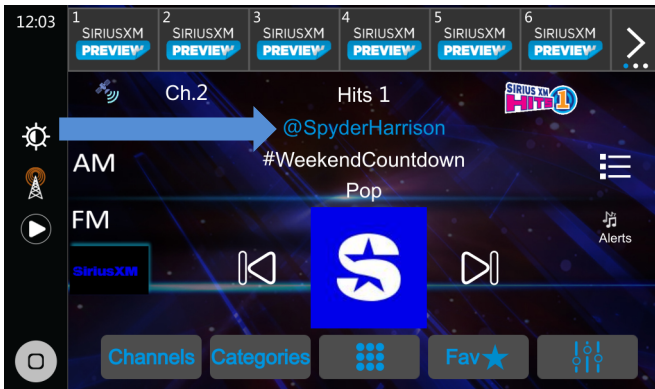 12:03
1 2 3 4 5 6
SIRIUSXM SIRIUSXM SIRIUSXM SIRIUSXM SIRIUSXM SIRIUSXM
PREVIEW PREVIEW PREVIEW PREVIEW PREVIEW PREVIEW
Ch.2 Hits 1
SIRIUS XM
HITS 1
@SpyderHarrison
AM
#WeekendCountdown
Pop
FM
Alerts
SiriusXM
S
Channels Categories Fav